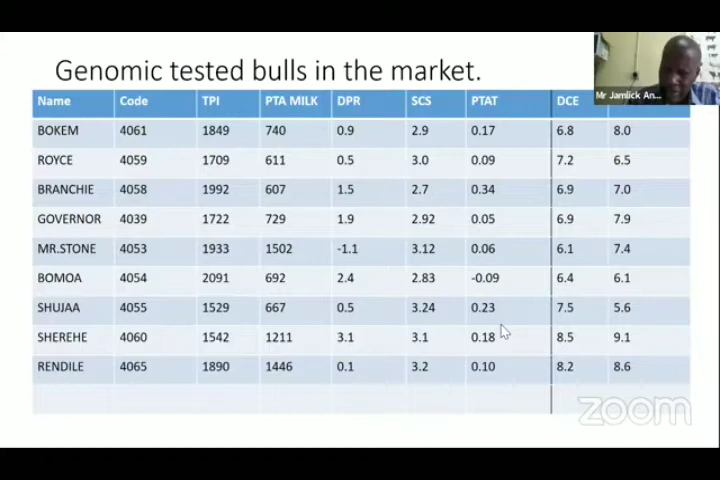 Genomic tested bulls in the market.
Mr Jamlick An...
Name Code TPI PTA MILK DPR SCS PTAT DCE
BOKEM 4061 1849 740 0.9 2.9 0.17 6.8 8.0
ROYCE 4059 1709 611 0.5 3.0 0.09 7.2 6.5
BRANCHIE 4058 1992 607 1.5 2.7 0.34 6.9 7.0
GOVERNOR 4039 1722 729 1.9 2.92 0.05 6.9 7.9
MR.STONE 4053 1933 1502 -1.1 3.12 0.06 6.1 7.4
BOMOA 4054 2091 692 2.4 2.83 -0.09 6.4 6.1
SHUJAA 4055 1529 667 0.5 3.24 0.23 7.5 5.6
SHEREHE 4060 1542 1211 3.1 3.1 0.18 8.5 9.1
RENDILE 4065 1890 1446 0.1 3.2 0.10 8.2 8.6
zoom